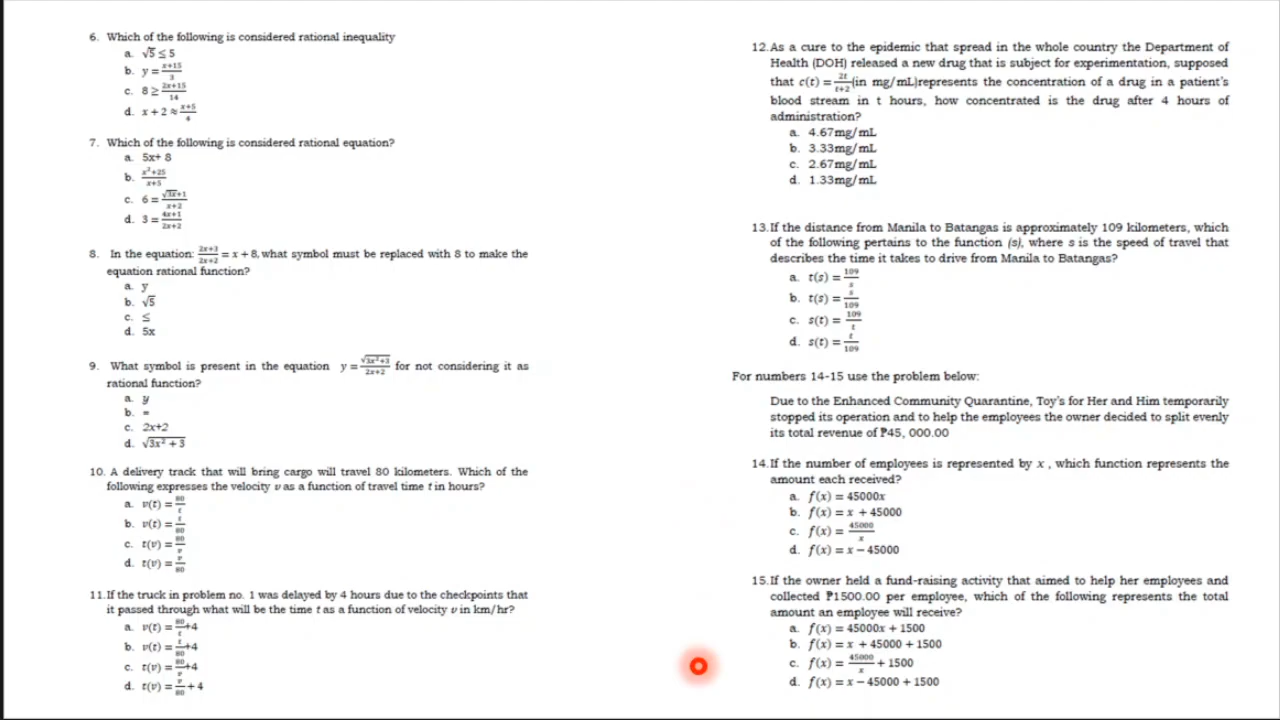 6. Which of the following is considered rational inequality
a. √5 ≤ 5
b. y = (x+15)/3
c. 8 ≥ (2x+15)/14
d. x + 2 ≈ (x+5)/4
7. Which of the following is considered rational equation?
a. 5x+ 8
b. (x²+25)/(x+5)
c. 6 = (√3x+1)/(x+2)
d. 3 = (4x+1)/(2x+2)
8. In the equation: (2x+3)/(2x+2) = x + 8, what symbol must be replaced with 8 to make the
equation rational function?
a. y
b. √5
c. ≤
d. 5x
9. What symbol is present in the equation y = √(3x²+3)/(2x+2) for not considering it as
rational function?
a. y
b. =
c. 2x+2
d. √(3x² + 3)
10. A delivery track that will bring cargo will travel 80 kilometers. Which of the
following expresses the velocity v as a function of travel time t in hours?
a. v(t) = 80/t
b. v(t) = t/80
c. t(v) = 80/v
d. t(v) = v/80
11.If the truck in problem no. 1 was delayed by 4 hours due to the checkpoints that
it passed through what will be the time t as a function of velocity v in km/hr?
a. v(t) = 80/t +4
b. v(t) = t/80 +4
c. t(v) = 80/v +4
d. t(v) = v/80 + 4
12.As a cure to the epidemic that spread in the whole country the Department of
Health (DOH) released a new drug that is subject for experimentation, supposed
that c(t) = 2t/(t+2) (in mg/mL)represents the concentration of a drug in a patient's
blood stream in t hours, how concentrated is the drug after 4 hours of
administration?
a. 4.67mg/mL
b. 3.33mg/mL
c. 2.67mg/mL
d. 1.33mg/mL
13.If the distance from Manila to Batangas is approximately 109 kilometers, which
of the following pertains to the function (s), where s is the speed of travel that
describes the time it takes to drive from Manila to Batangas?
a. t(s) = 109/s
b. t(s) = s/109
c. s(t) = 109/t
d. s(t) = t/109
For numbers 14-15 use the problem below:
Due to the Enhanced Community Quarantine, Toy's for Her and Him temporarily
stopped its operation and to help the employees the owner decided to split evenly
its total revenue of ₱45, 000.00
14.If the number of employees is represented by x , which function represents the
amount each received?
a. f(x) = 45000x
b. f(x) = x + 45000
c. f(x) = 45000/x
d. f(x) = x − 45000
15.If the owner held a fund-raising activity that aimed to help her employees and
collected ₱1500.00 per employee, which of the following represents the total
amount an employee will receive?
a. f(x) = 45000x + 1500
b. f(x) = x + 45000 + 1500
c. f(x) = 45000/x + 1500
d. f(x) = x − 45000 + 1500